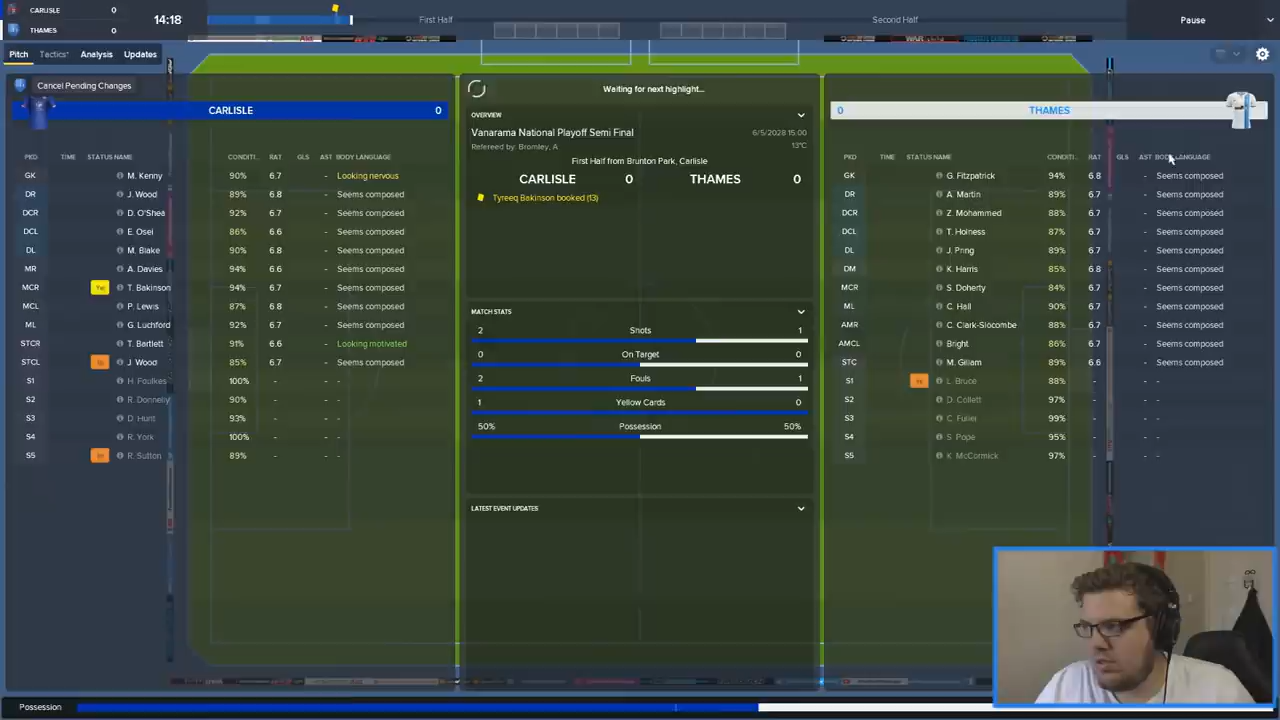 CARLISLE 0
THAMES 0
14:18
First Half
Second Half
Pause
Pitch Tactics* Analysis Updates
Cancel Pending Changes
CARLISLE 0
PKD TIME STATUS NAME CONDITI... RAT GLS AST BODY LANGUAGE
GK M. Kenny 90% 6.7 - Looking nervous
DR J. Wood 89% 6.7 - Seems composed
DCR D. O'Shea 92% 6.7 - Seems composed
DCL E. Osei 86% 6.6 - Seems composed
DL M. Blake 90% 6.8 - Seems composed
MR A. Davies 94% 6.6 - Seems composed
MCR Yel T. Bakinson 94% 6.7 - Seems composed
MCL P. Lewis 87% 6.8 - Seems composed
ML G. Luchford 92% 6.7 - Seems composed
STCR T. Bartlett 91% 6.6 - Looking motivated
STCL J. Wood 85% 6.7 - Seems composed
S1 H. Foulkes 100% - - -
S2 R. Donnelly 90% - - -
S3 D. Hunt 93% - - -
S4 R. York 100% - - -
S5 R. Sutton 89% - - -
Waiting for next highlight...
OVERVIEW
Vanarama National Playoff Semi Final 6/5/2028 15:00
Refereed by: Bromley, A 13°C
First Half from Brunton Park, Carlisle
CARLISLE 0 THAMES 0
Tyreeq Bakinson booked (13)
MATCH STATS
2 Shots 1
0 On Target 0
2 Fouls 1
1 Yellow Cards 0
50% Possession 50%
LATEST EVENT UPDATES
0 THAMES
PKD TIME STATUS NAME CONDITI... RAT GLS AST BODY LANGUAGE
GK G. Fitzpatrick 94% 6.8 - Seems composed
DR A. Martin 89% 6.7 - Seems composed
DCR Z. Mohammed 88% 6.7 - Seems composed
DCL T. Holness 87% 6.7 - Seems composed
DL J. Pring 89% 6.7 - Seems composed
DM K. Harris 85% 6.8 - Seems composed
MCR S. Doherty 84% 6.7 - Seems composed
ML C. Hall 90% 6.7 - Seems composed
AMR C. Clark-Slocombe 88% 6.7 - Seems composed
AMCL Bright 86% 6.7 - Seems composed
STC M. Gillam 89% 6.6 - Seems composed
S1 L. Bruce 88% - - -
S2 D. Collett 97% - - -
S3 C. Fuller 99% - - -
S4 S. Pope 95% - - -
S5 K. McCormick 97% - - -
Possession